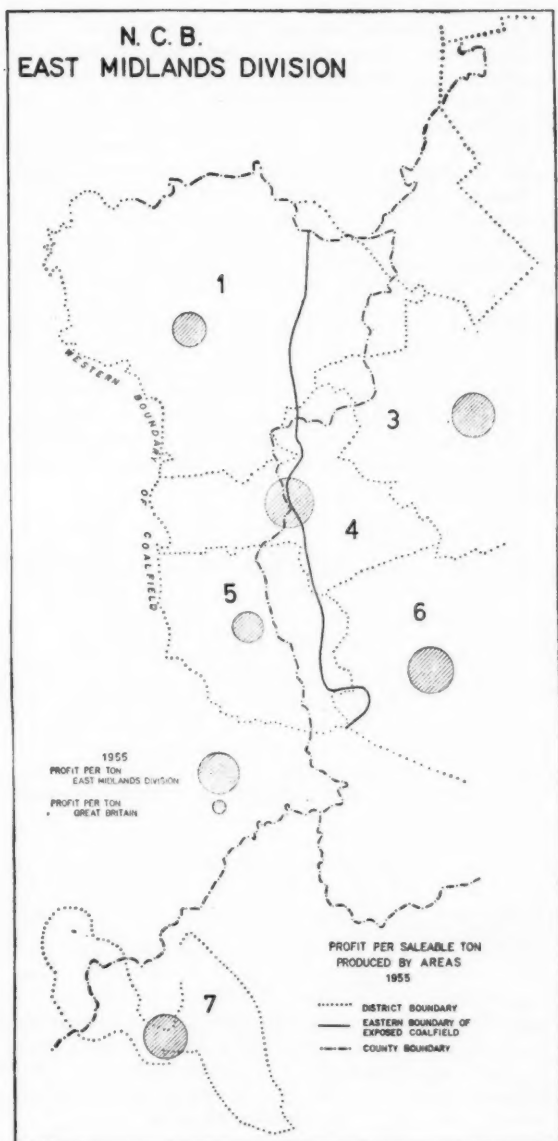 N. C. B.
EAST MIDLANDS DIVISION
1
WESTERN BOUNDARY OF COALFIELD
3
4
5
6
1955
PROFIT PER TON
EAST MIDLANDS DIVISION
PROFIT PER TON
GREAT BRITAIN
7
PROFIT PER SALEABLE TON
PRODUCED BY AREAS
1955
DISTRICT BOUNDARY
EASTERN BOUNDARY OF
EXPOSED COALFIELD
COUNTY BOUNDARY